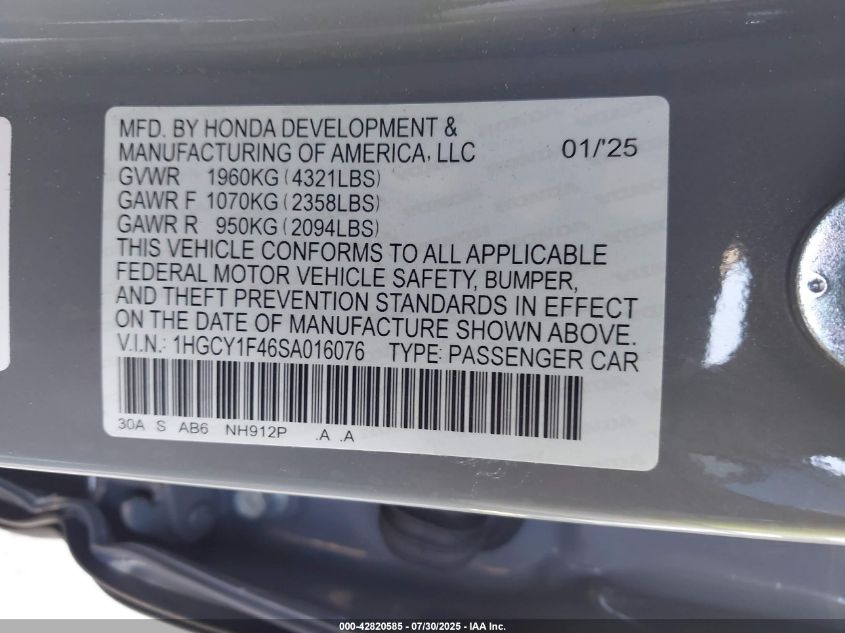 MFD. BY HONDA DEVELOPMENT &
MANUFACTURING OF AMERICA, LLC 01/'25
GVWR 1960KG (4321LBS)
GAWR F 1070KG (2358LBS)
GAWR R 950KG (2094LBS)
THIS VEHICLE CONFORMS TO ALL APPLICABLE
FEDERAL MOTOR VEHICLE SAFETY, BUMPER,
AND THEFT PREVENTION STANDARDS IN EFFECT
ON THE DATE OF MANUFACTURE SHOWN ABOVE.
V.I.N.: 1HGCY1F46SA016076 TYPE: PASSENGER CAR
30A S AB6 NH912P .A .A
000-42820585 - 07/30/2025 - IAA Inc.